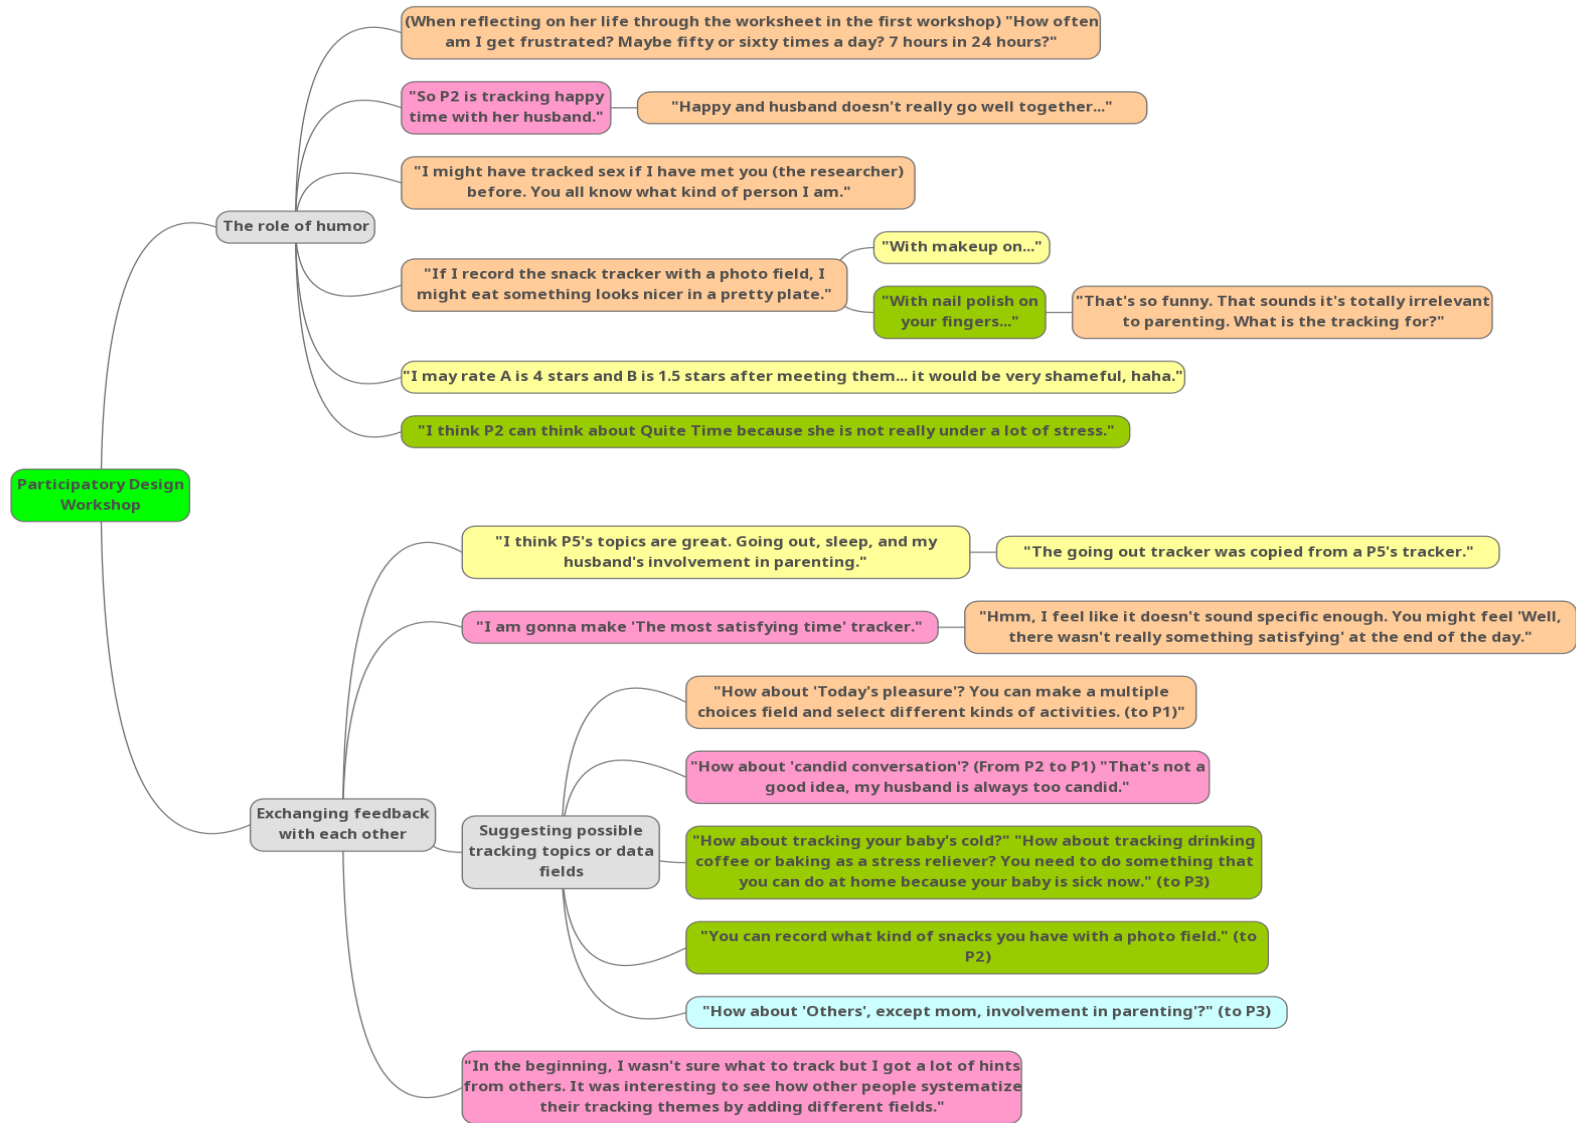 (When reflecting on her life through the worksheet in the first workshop) "How often
am I get frustrated? Maybe fifty or sixty times a day? 7 hours in 24 hours?"
"So P2 is tracking happy
time with her husband."
"Happy and husband doesn't really go well together..."
"I might have tracked sex if I have met you (the researcher)
before. You all know what kind of person I am."
The role of humor
"If I record the snack tracker with a photo field, I
might eat something looks nicer in a pretty plate."
"With makeup on..."
"With nail polish on
your fingers..."
"That's so funny. That sounds it's totally irrelevant
to parenting. What is the tracking for?"
"I may rate A is 4 stars and B is 1.5 stars after meeting them... it would be very shameful, haha."
"I think P2 can think about Quite Time because she is not really under a lot of stress."
Participatory Design
Workshop
"I think P5's topics are great. Going out, sleep, and my
husband's involvement in parenting."
"The going out tracker was copied from a P5's tracker."
"I am gonna make 'The most satisfying time' tracker."
"Hmm, I feel like it doesn't sound specific enough. You might feel 'Well,
there wasn't really something satisfying' at the end of the day."
Exchanging feedback
with each other
Suggesting possible
tracking topics or data
fields
"How about 'Today's pleasure'? You can make a multiple
choices field and select different kinds of activities. (to P1)"
"How about 'candid conversation'? (From P2 to P1) "That's not a
good idea, my husband is always too candid."
"How about tracking your baby's cold?" "How about tracking drinking
coffee or baking as a stress reliever? You need to do something that
you can do at home because your baby is sick now." (to P3)
"You can record what kind of snacks you have with a photo field." (to
P2)
"How about 'Others', except mom, involvement in parenting'?" (to P3)
"In the beginning, I wasn't sure what to track but I got a lot of hints
from others. It was interesting to see how other people systematize
their tracking themes by adding different fields."